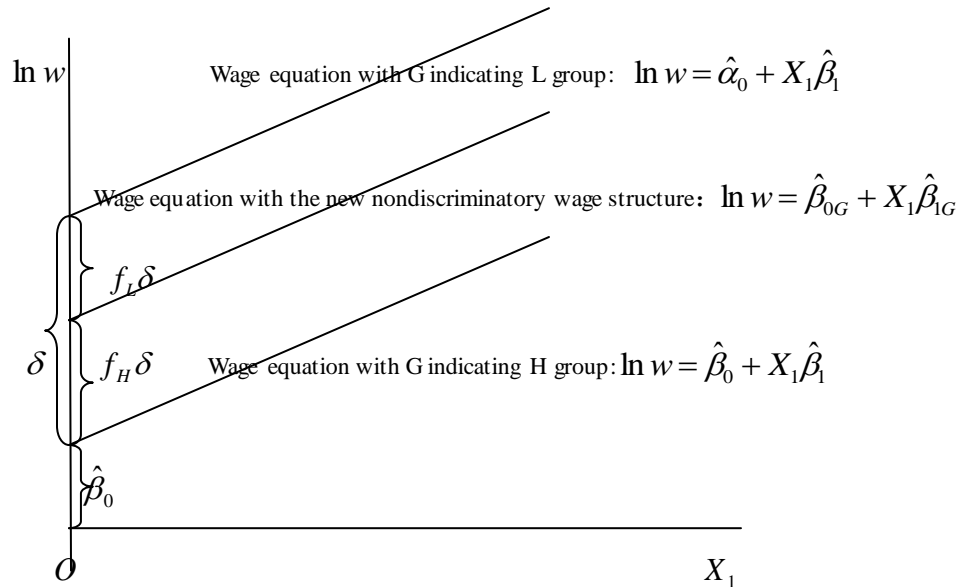 ln w
Wage equation with G indicating L group: ln w = α̂₀ + X₁β̂₁
Wage equation with the new nondiscriminatory wage structure: ln w = β̂₀G + X₁β̂₁G
f_L δ
δ
f_H δ
Wage equation with G indicating H group: ln w = β̂₀ + X₁β̂₁
β̂₀
O
X₁